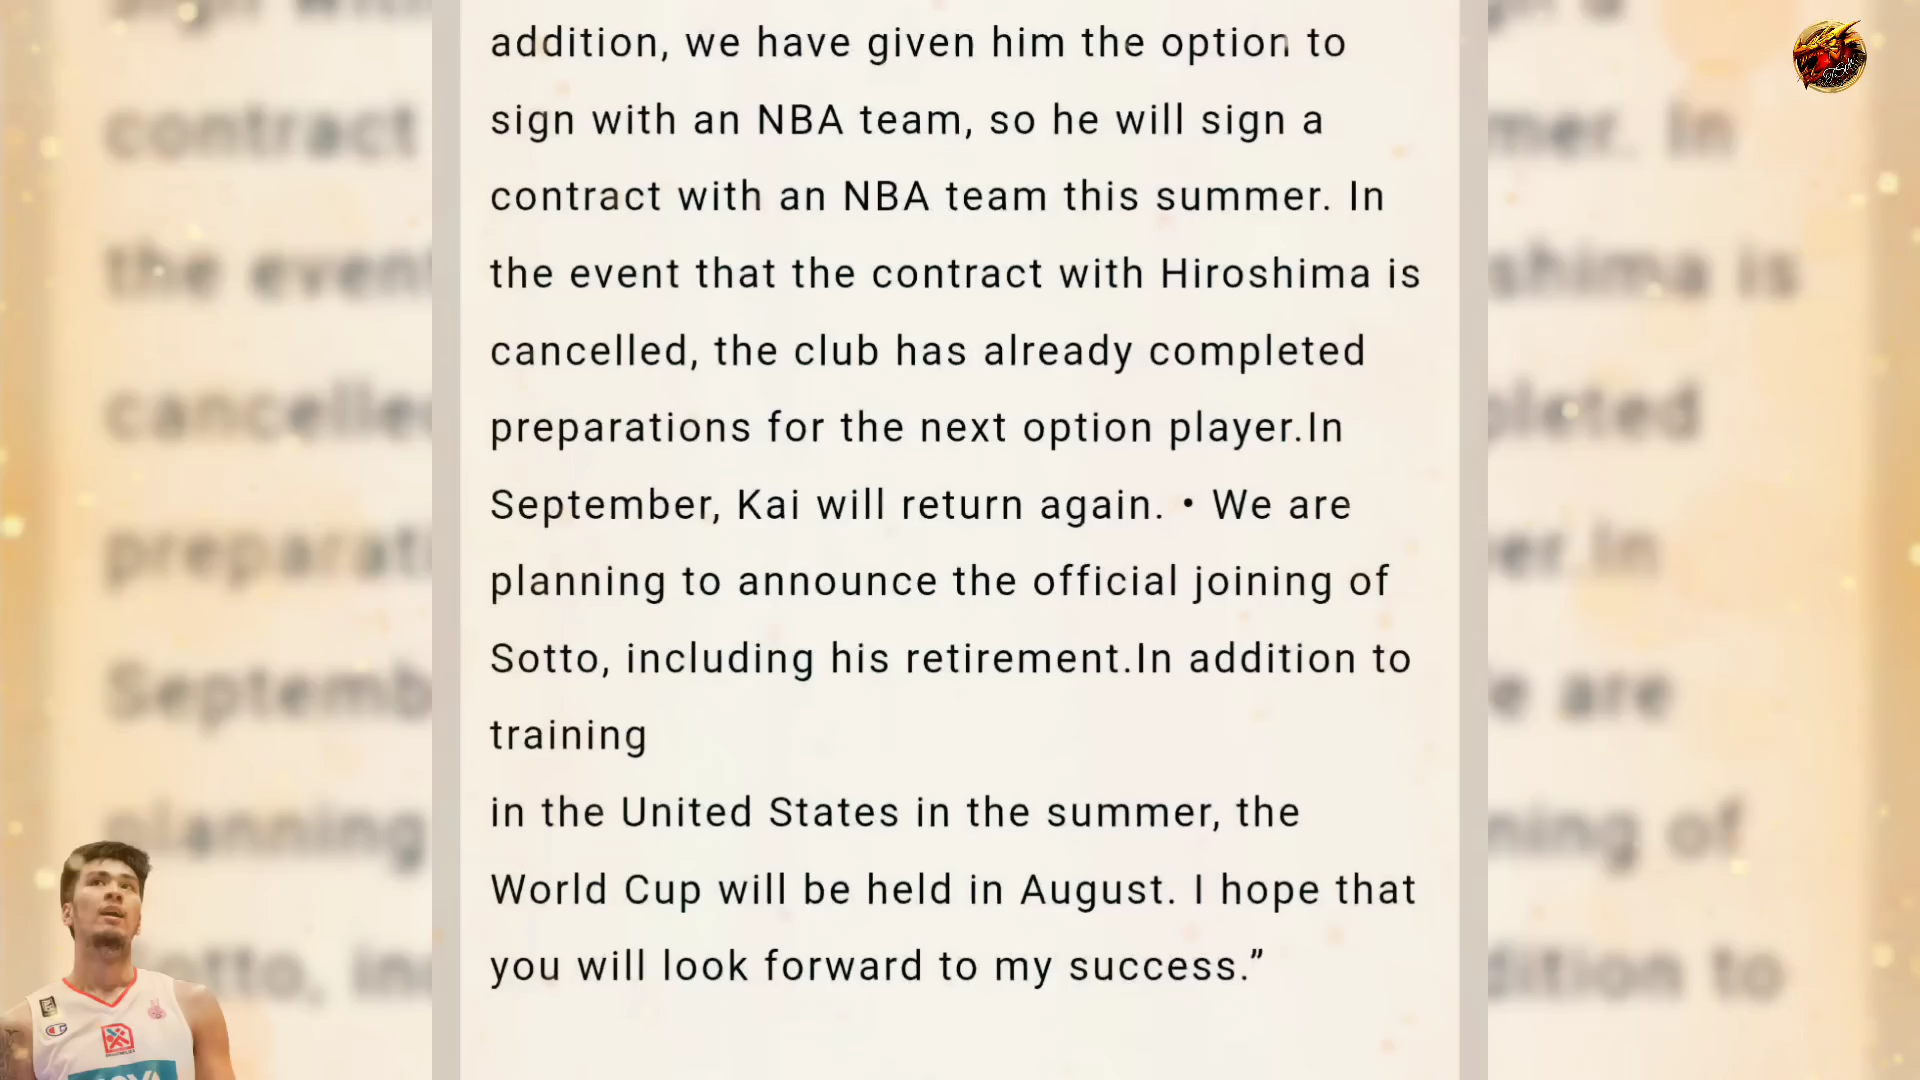 addition, we have given him the option to
sign with an NBA team, so he will sign a
contract with an NBA team this summer. In
the event that the contract with Hiroshima is
cancelled, the club has already completed
preparations for the next option player.In
September, Kai will return again. • We are
planning to announce the official joining of
Sotto, including his retirement.In addition to
training
in the United States in the summer, the
World Cup will be held in August. I hope that
you will look forward to my success.”